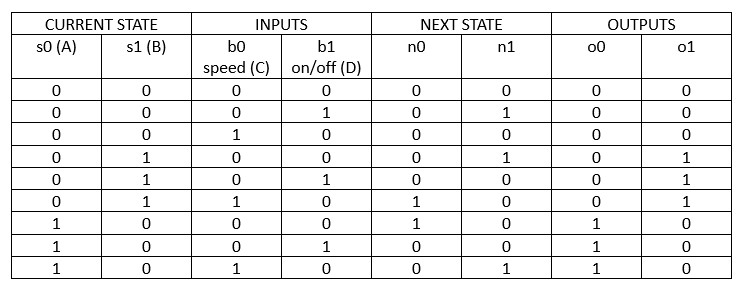 CURRENT STATE INPUTS NEXT STATE OUTPUTS
s0 (A) s1 (B) b0 b1 n0 n1 o0 o1
speed (C) on/off (D)
0 0 0 0 0 0 0 0
0 0 0 1 0 1 0 0
0 0 1 0 0 0 0 0
0 1 0 0 0 1 0 1
0 1 0 1 0 0 0 1
0 1 1 0 1 0 0 1
1 0 0 0 1 0 1 0
1 0 0 1 0 0 1 0
1 0 1 0 0 1 1 0